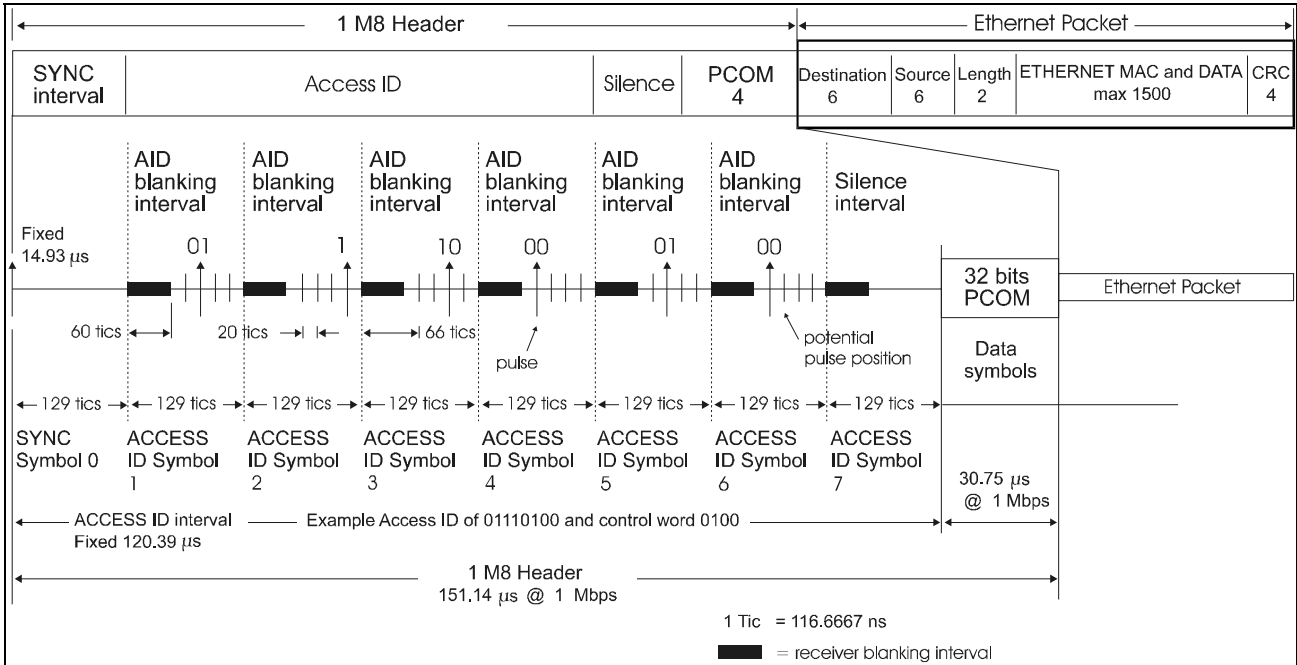 1 M8 Header
Ethernet Packet
SYNC interval
Access ID
Silence
PCOM 4
Destination 6
Source 6
Length 2
ETHERNET MAC and DATA max 1500
CRC 4
AID blanking interval
AID blanking interval
AID blanking interval
AID blanking interval
AID blanking interval
AID blanking interval
Silence interval
Fixed 14.93 µs
01
1
10
00
01
00
32 bits PCOM
Ethernet Packet
60 tics
20 tics
66 tics
pulse
potential pulse position
Data symbols
129 tics
129 tics
129 tics
129 tics
129 tics
129 tics
129 tics
129 tics
SYNC Symbol 0
ACCESS ID Symbol 1
ACCESS ID Symbol 2
ACCESS ID Symbol 3
ACCESS ID Symbol 4
ACCESS ID Symbol 5
ACCESS ID Symbol 6
ACCESS ID Symbol 7
30.75 µs @ 1 Mbps
ACCESS ID interval Fixed 120.39 µs
Example Access ID of 01110100 and control word 0100
1 M8 Header
151.14 µs @ 1 Mbps
1 Tic = 116.6667 ns
= receiver blanking interval